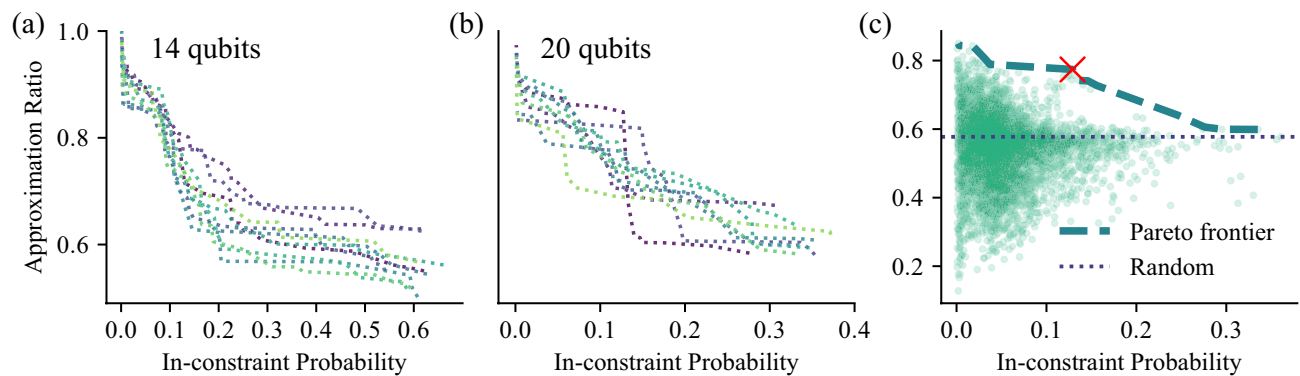 (a)
14 qubits
1.0
0.8
0.6
Approximation Ratio
0.0 0.1 0.2 0.3 0.4 0.5 0.6
In-constraint Probability
(b)
20 qubits
0.0 0.1 0.2 0.3 0.4
In-constraint Probability
(c)
0.8
0.6
0.4
0.2
Pareto frontier
Random
0.0 0.1 0.2 0.3
In-constraint Probability